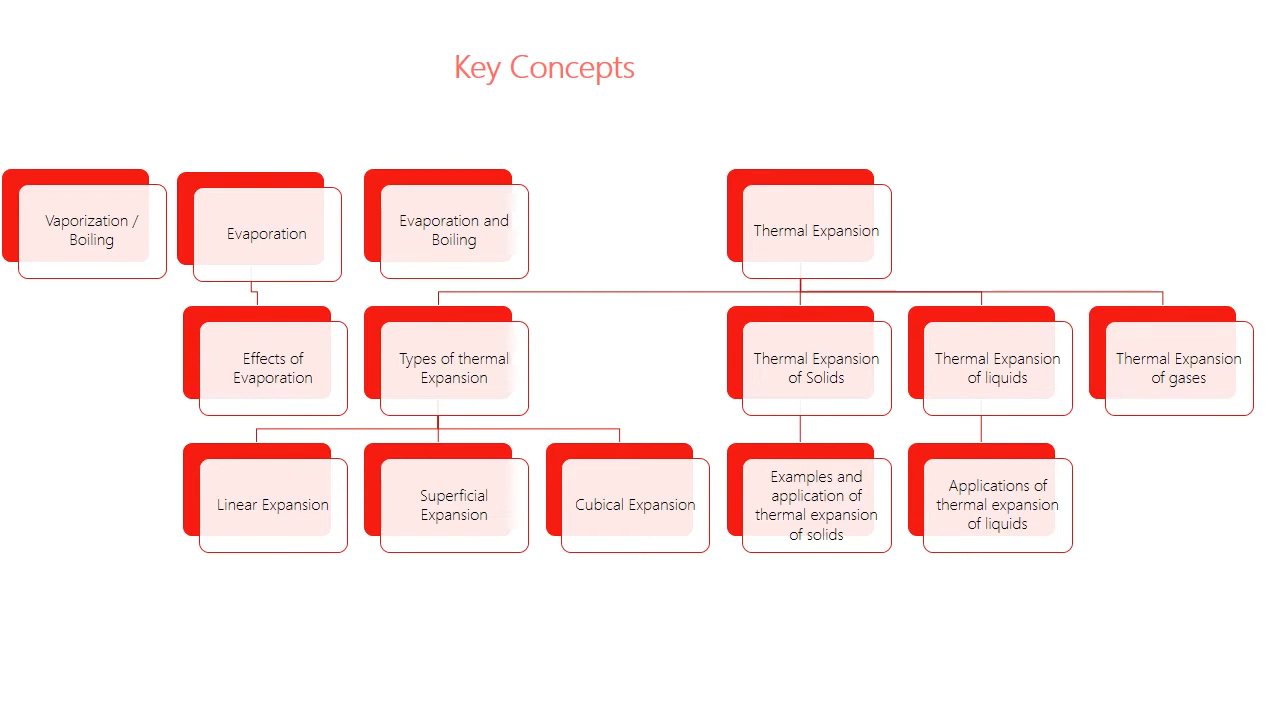 Key Concepts
Vaporization /
Boiling
Evaporation
Evaporation and
Boiling
Thermal Expansion
Effects of
Evaporation
Types of thermal
Expansion
Thermal Expansion
of Solids
Thermal Expansion
of liquids
Thermal Expansion
of gases
Linear Expansion
Superficial
Expansion
Cubical Expansion
Examples and
application of
thermal expansion
of solids
Applications of
thermal expansion
of liquids